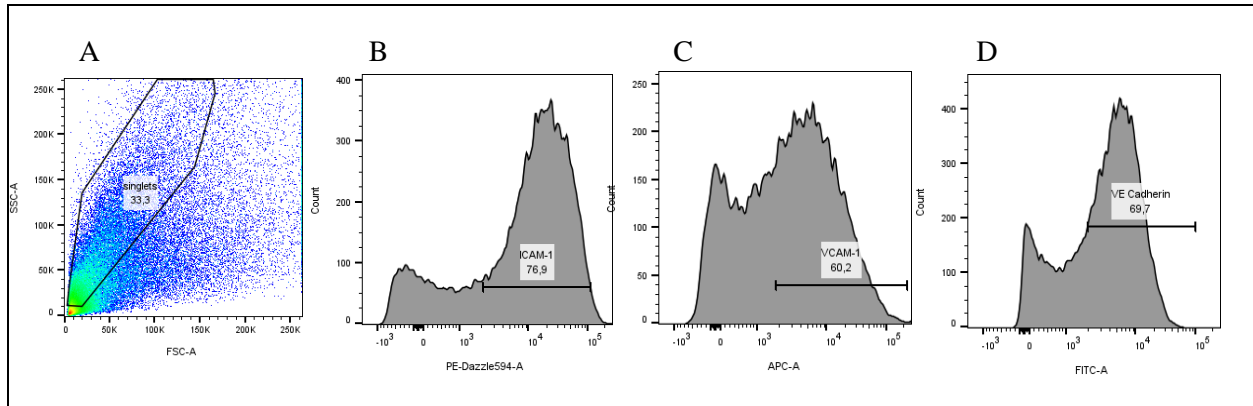 A
250K
200K
150K
100K
50K
0
0 50K 100K 150K 200K 250K
SSC-A
FSC-A
singlets
33,3
B
400
300
200
100
0
-10³ 0 10³ 10⁴ 10⁵
Count
PE-Dazzle594-A
ICAM-1
76,9
C
250
200
150
100
50
0
-10³ 0 10³ 10⁴ 10⁵
Count
APC-A
VCAM-1
60,2
D
400
300
200
100
0
-10³ 0 10³ 10⁴ 10⁵
Count
FITC-A
VE Cadherin
69,7